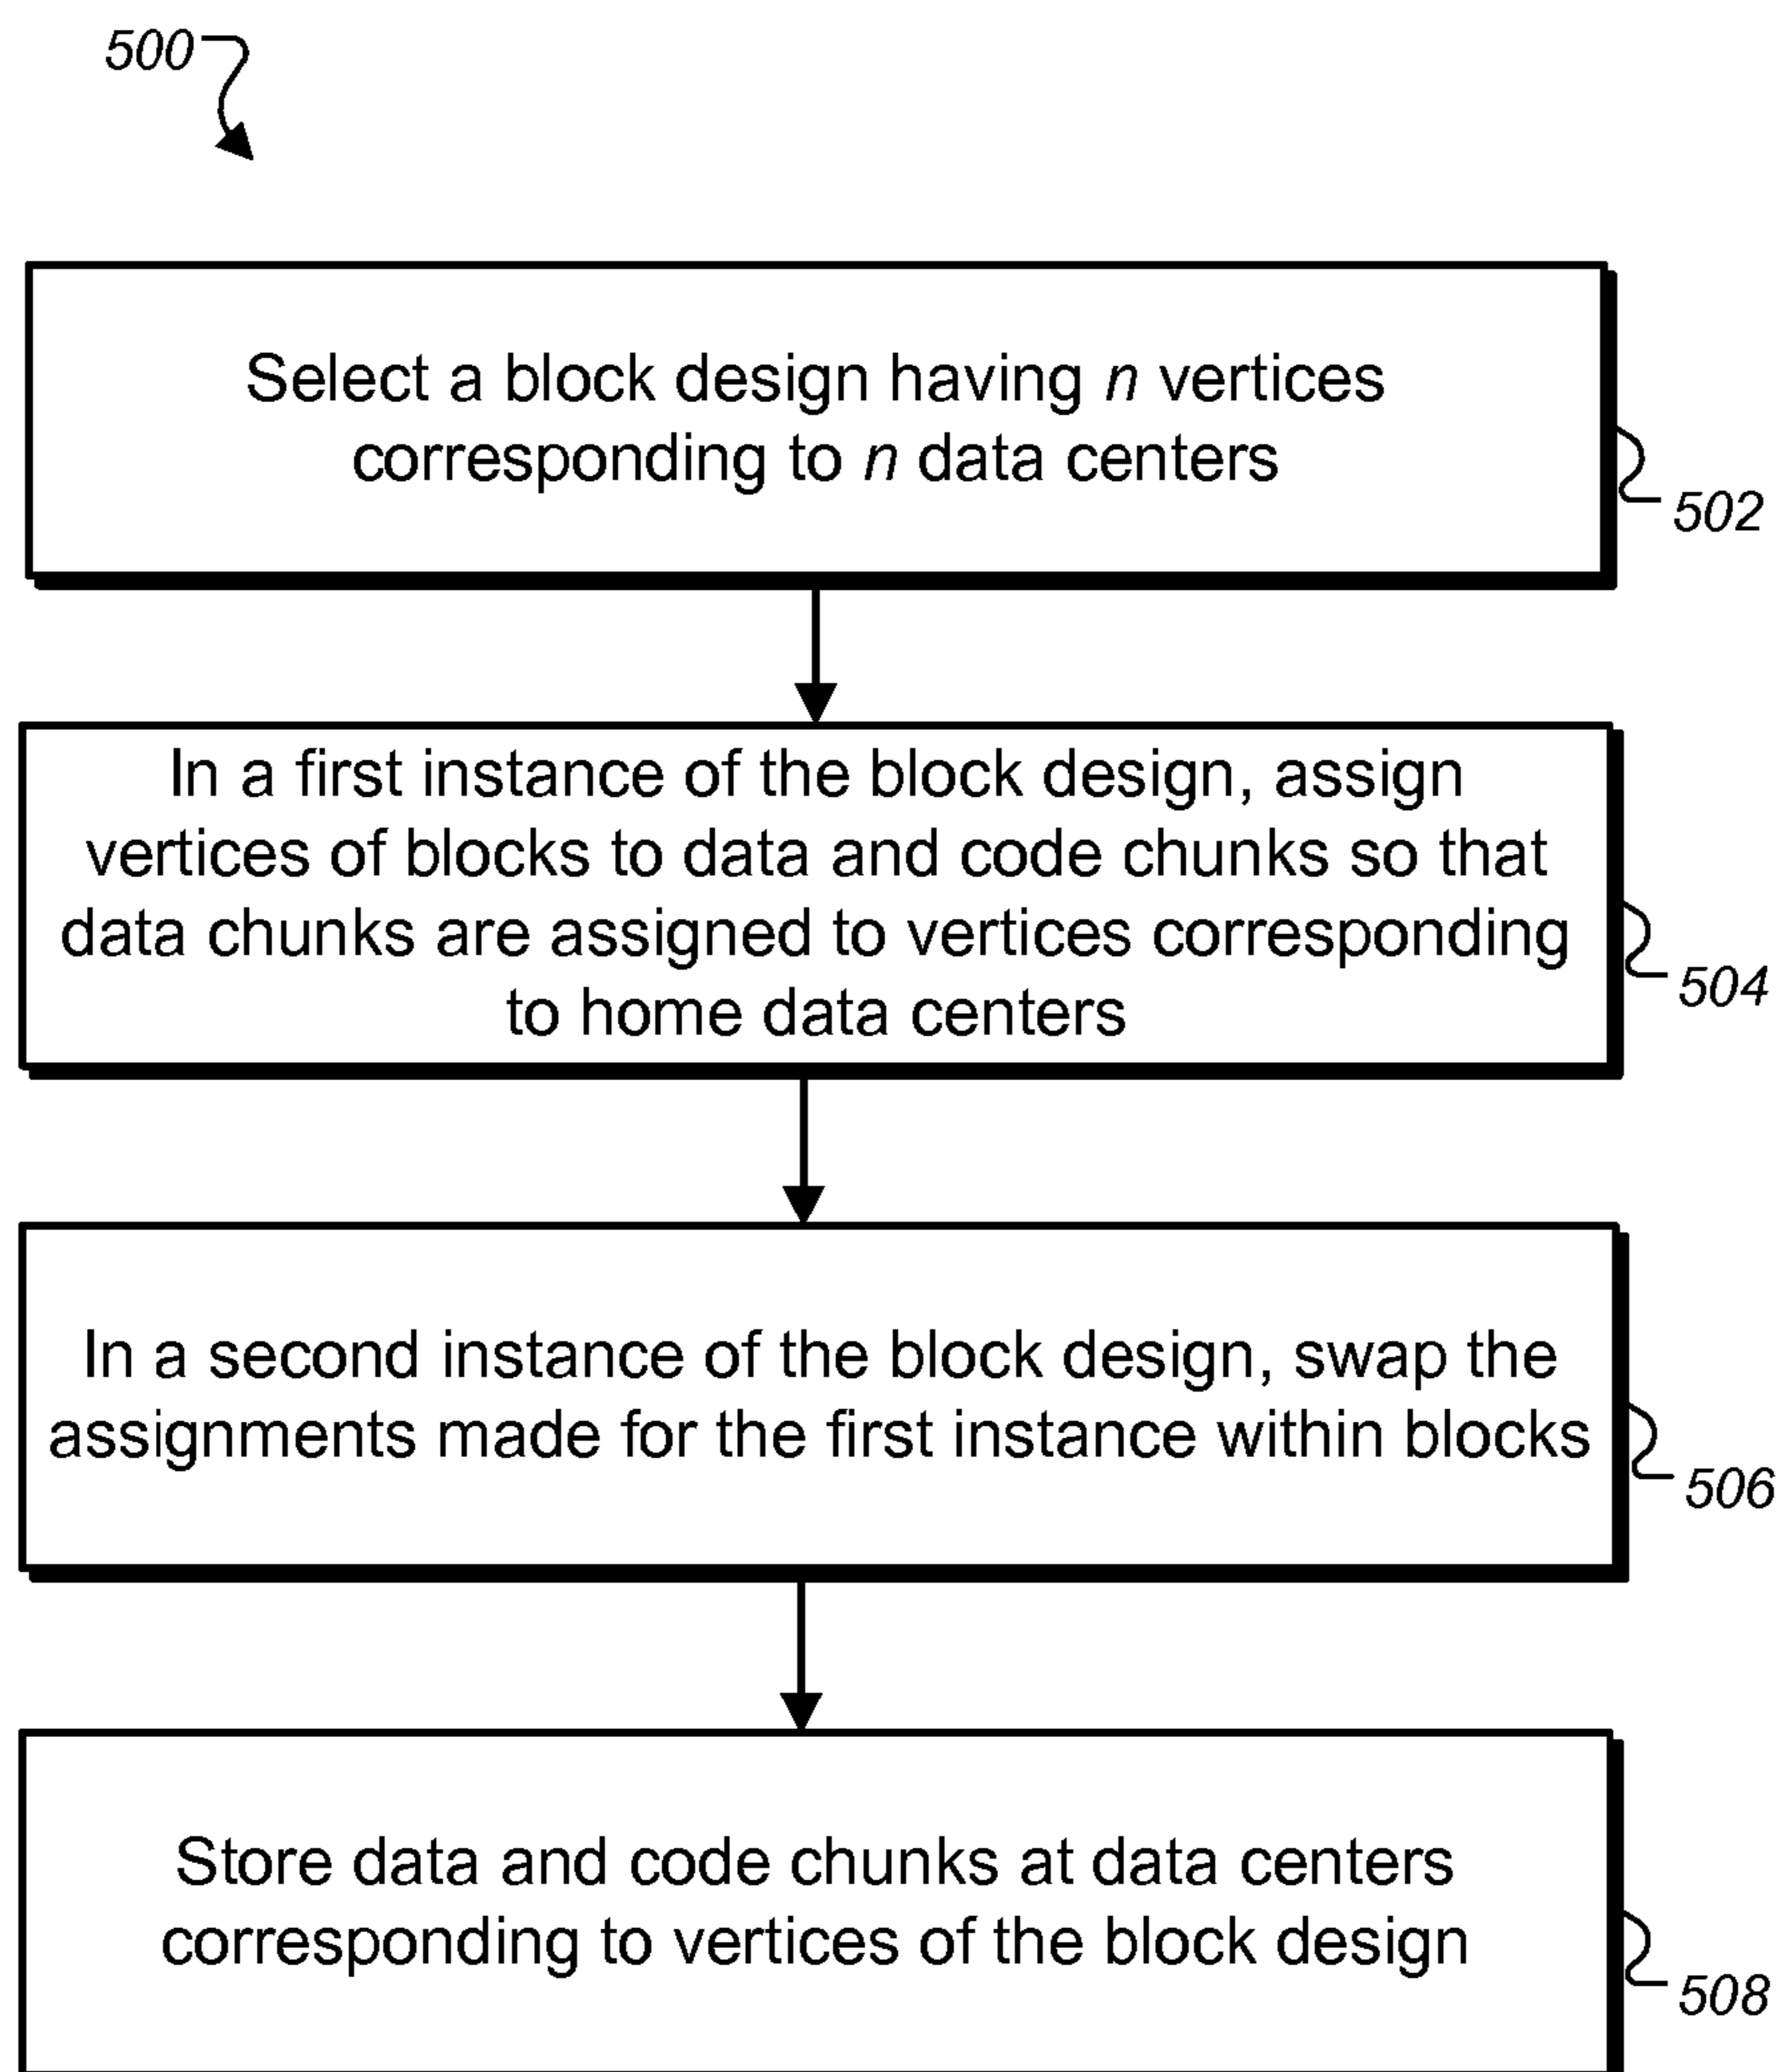 500
Select a block design having n vertices
corresponding to n data centers
502
In a first instance of the block design, assign
vertices of blocks to data and code chunks so that
data chunks are assigned to vertices corresponding
to home data centers
504
In a second instance of the block design, swap the
assignments made for the first instance within blocks
506
Store data and code chunks at data centers
corresponding to vertices of the block design
508